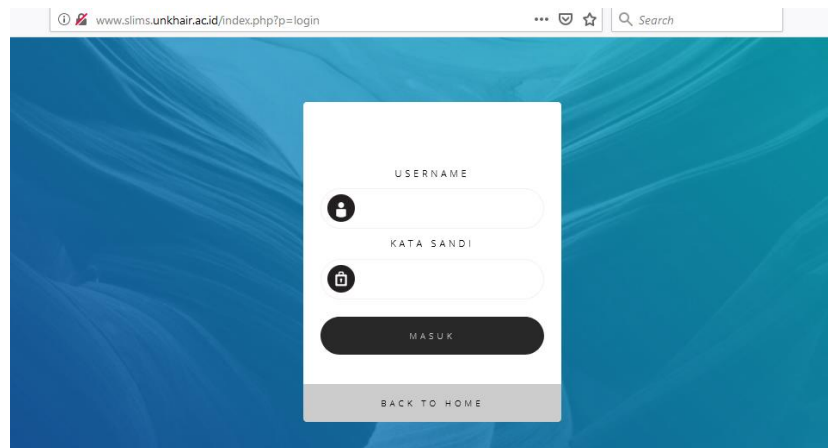 www.slims.unkhair.ac.id/index.php?p=login
Search
USERNAME
KATA SANDI
MASUK
BACK TO HOME